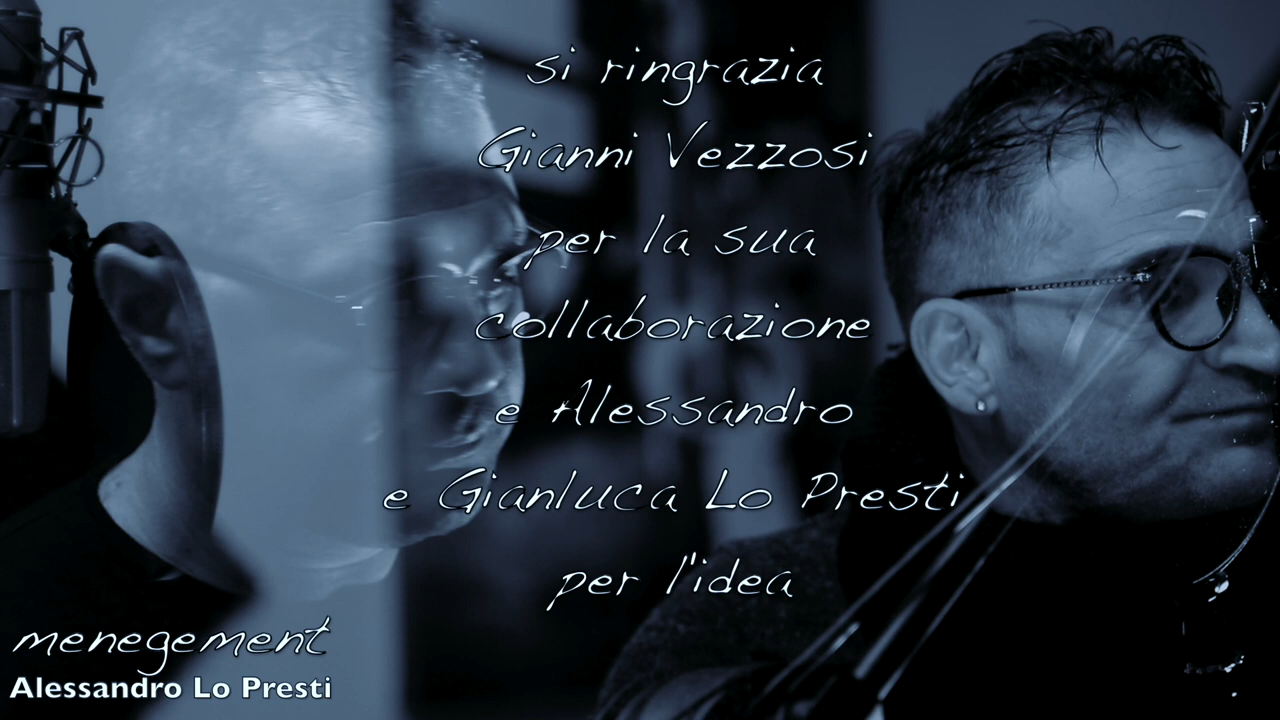 si ringrazia
Gianni Vezzosi
per la sua
collaborazione
e Alessandro
e Gianluca Lo Presti
per l'idea
menegement
Alessandro Lo Presti